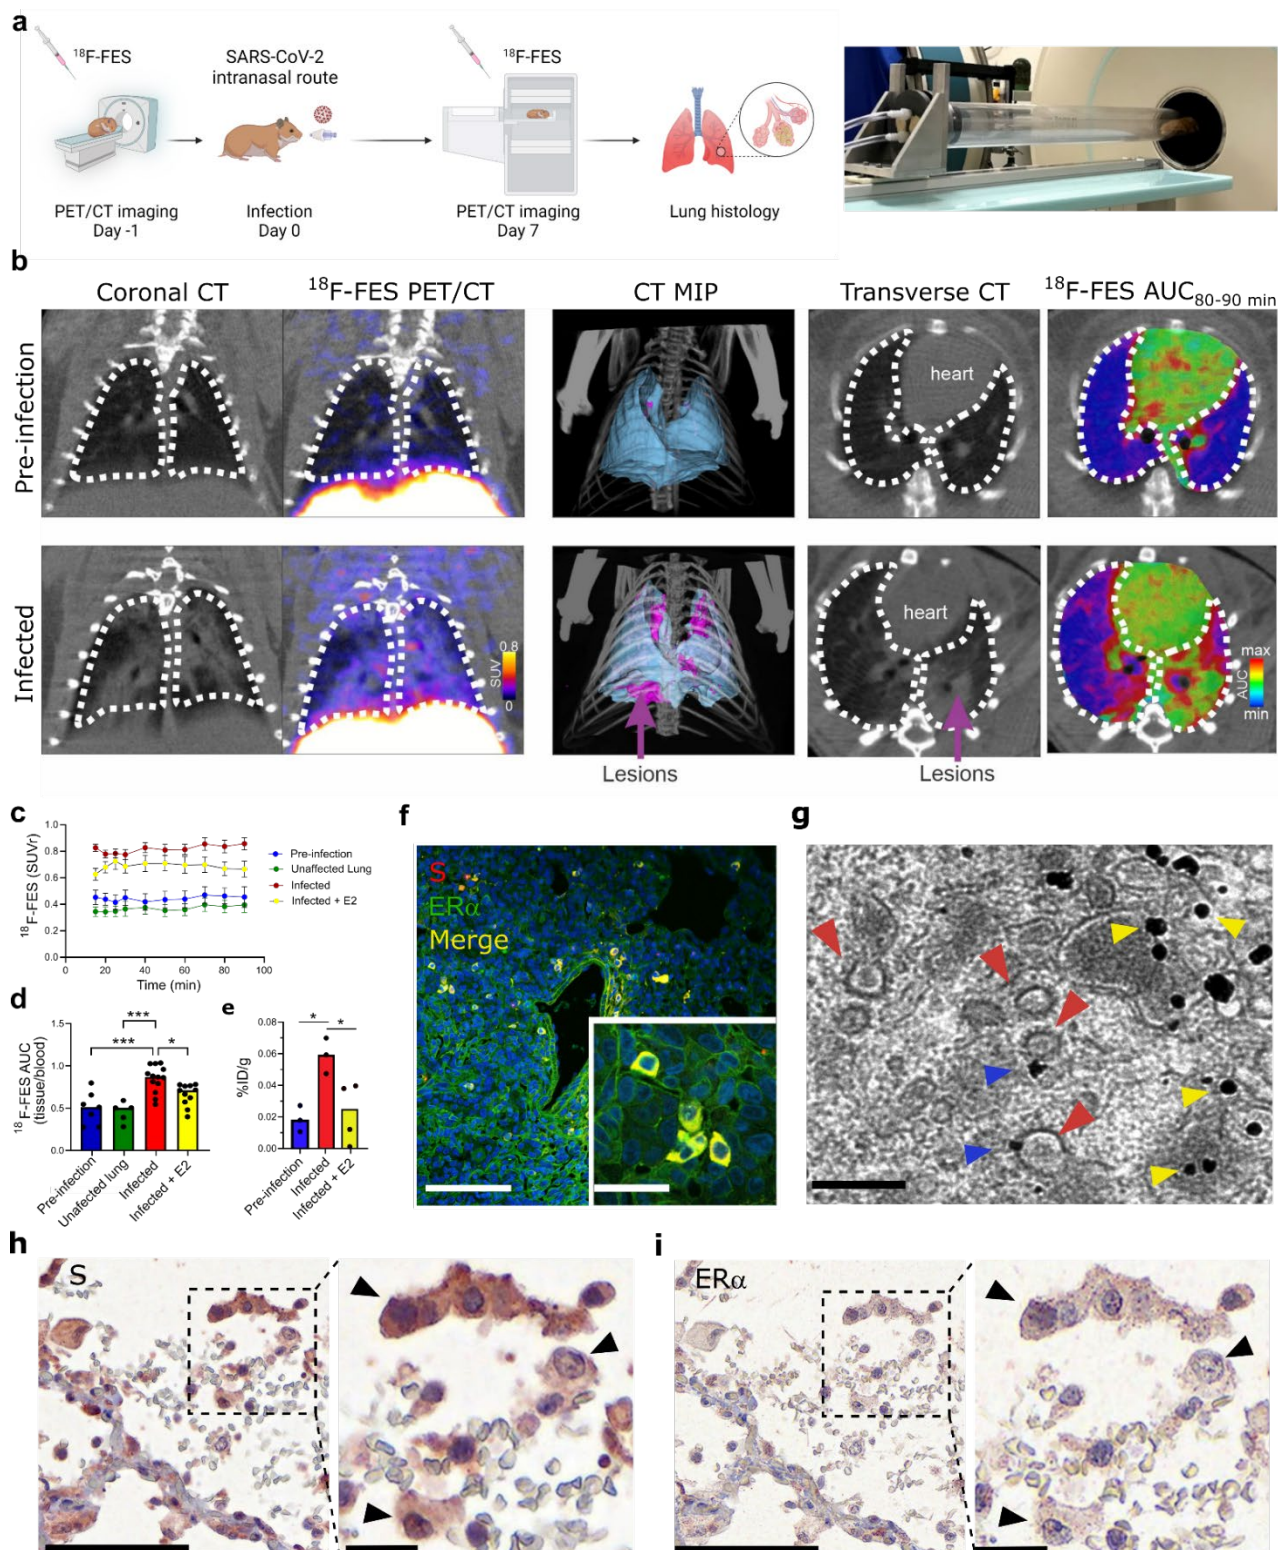 a
18F-FES
SARS-CoV-2
intranasal route
18F-FES
PET/CT imaging
Day -1
Infection
Day 0
PET/CT imaging
Day 7
Lung histology
b
Coronal CT
18F-FES PET/CT
CT MIP
Transverse CT
18F-FES AUC80-90 min
Pre-infection
heart
Infected
0.8
SUV
0
heart
max
AUC
min
Lesions
Lesions
c
18F-FES (SUVr)
1.0
0.8
0.6
0.4
0.2
0.0
0
20
40
60
80
100
Time (min)
Pre-infection
Unaffected Lung
Infected
Infected + E2
d
18F-FES AUC
(tissue/blood)
1.5
1.0
0.5
0.0
***
***
*
Pre-infection
Unafected lung
Infected
Infected + E2
e
%ID/g
0.08
0.06
0.04
0.02
0.00
*
*
Pre-infection
Infected
Infected + E2
f
S
ERα
Merge
g
h
S
i
ERα